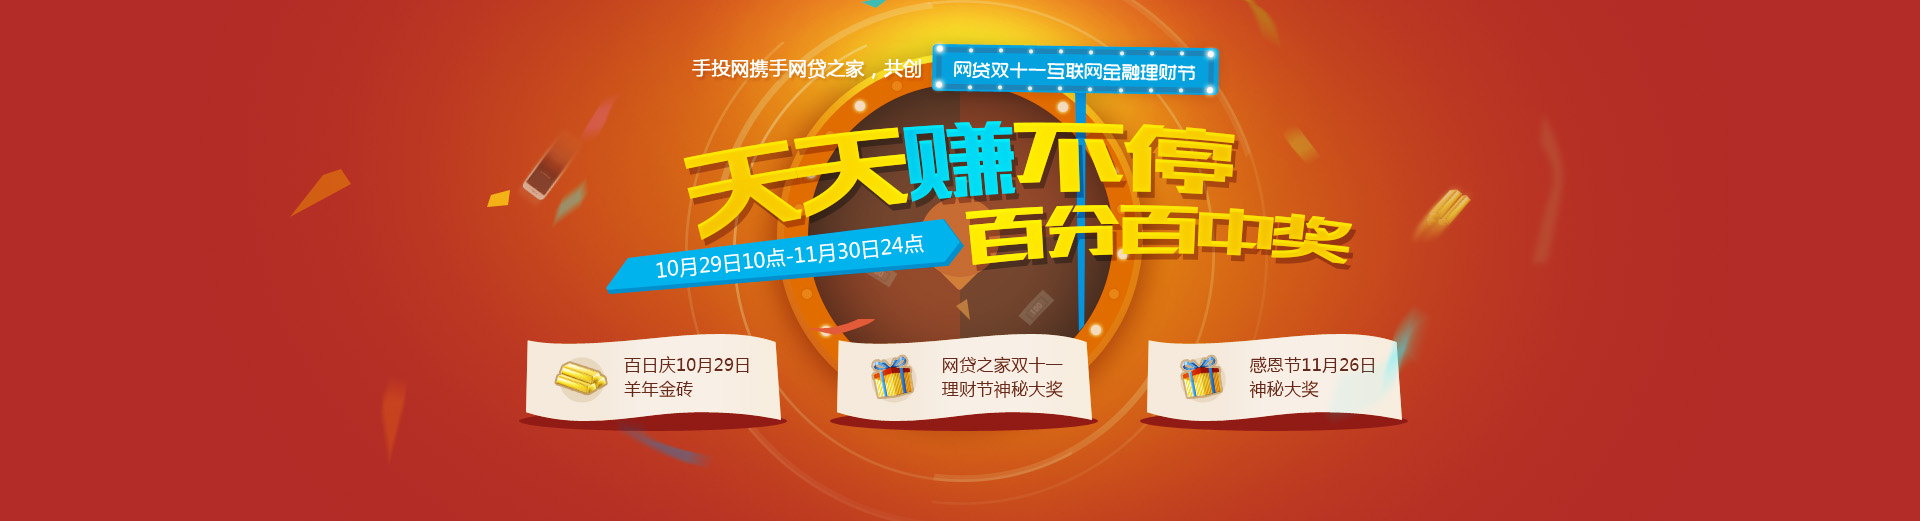 手投网携手网贷之家，共创 网贷双十一互联网金融理财节
天天赚不停
百分百中奖
10月29日10点-11月30日24点
百日庆10月29日
羊年金砖
网贷之家双十一
理财节神秘大奖
感恩节11月26日
神秘大奖